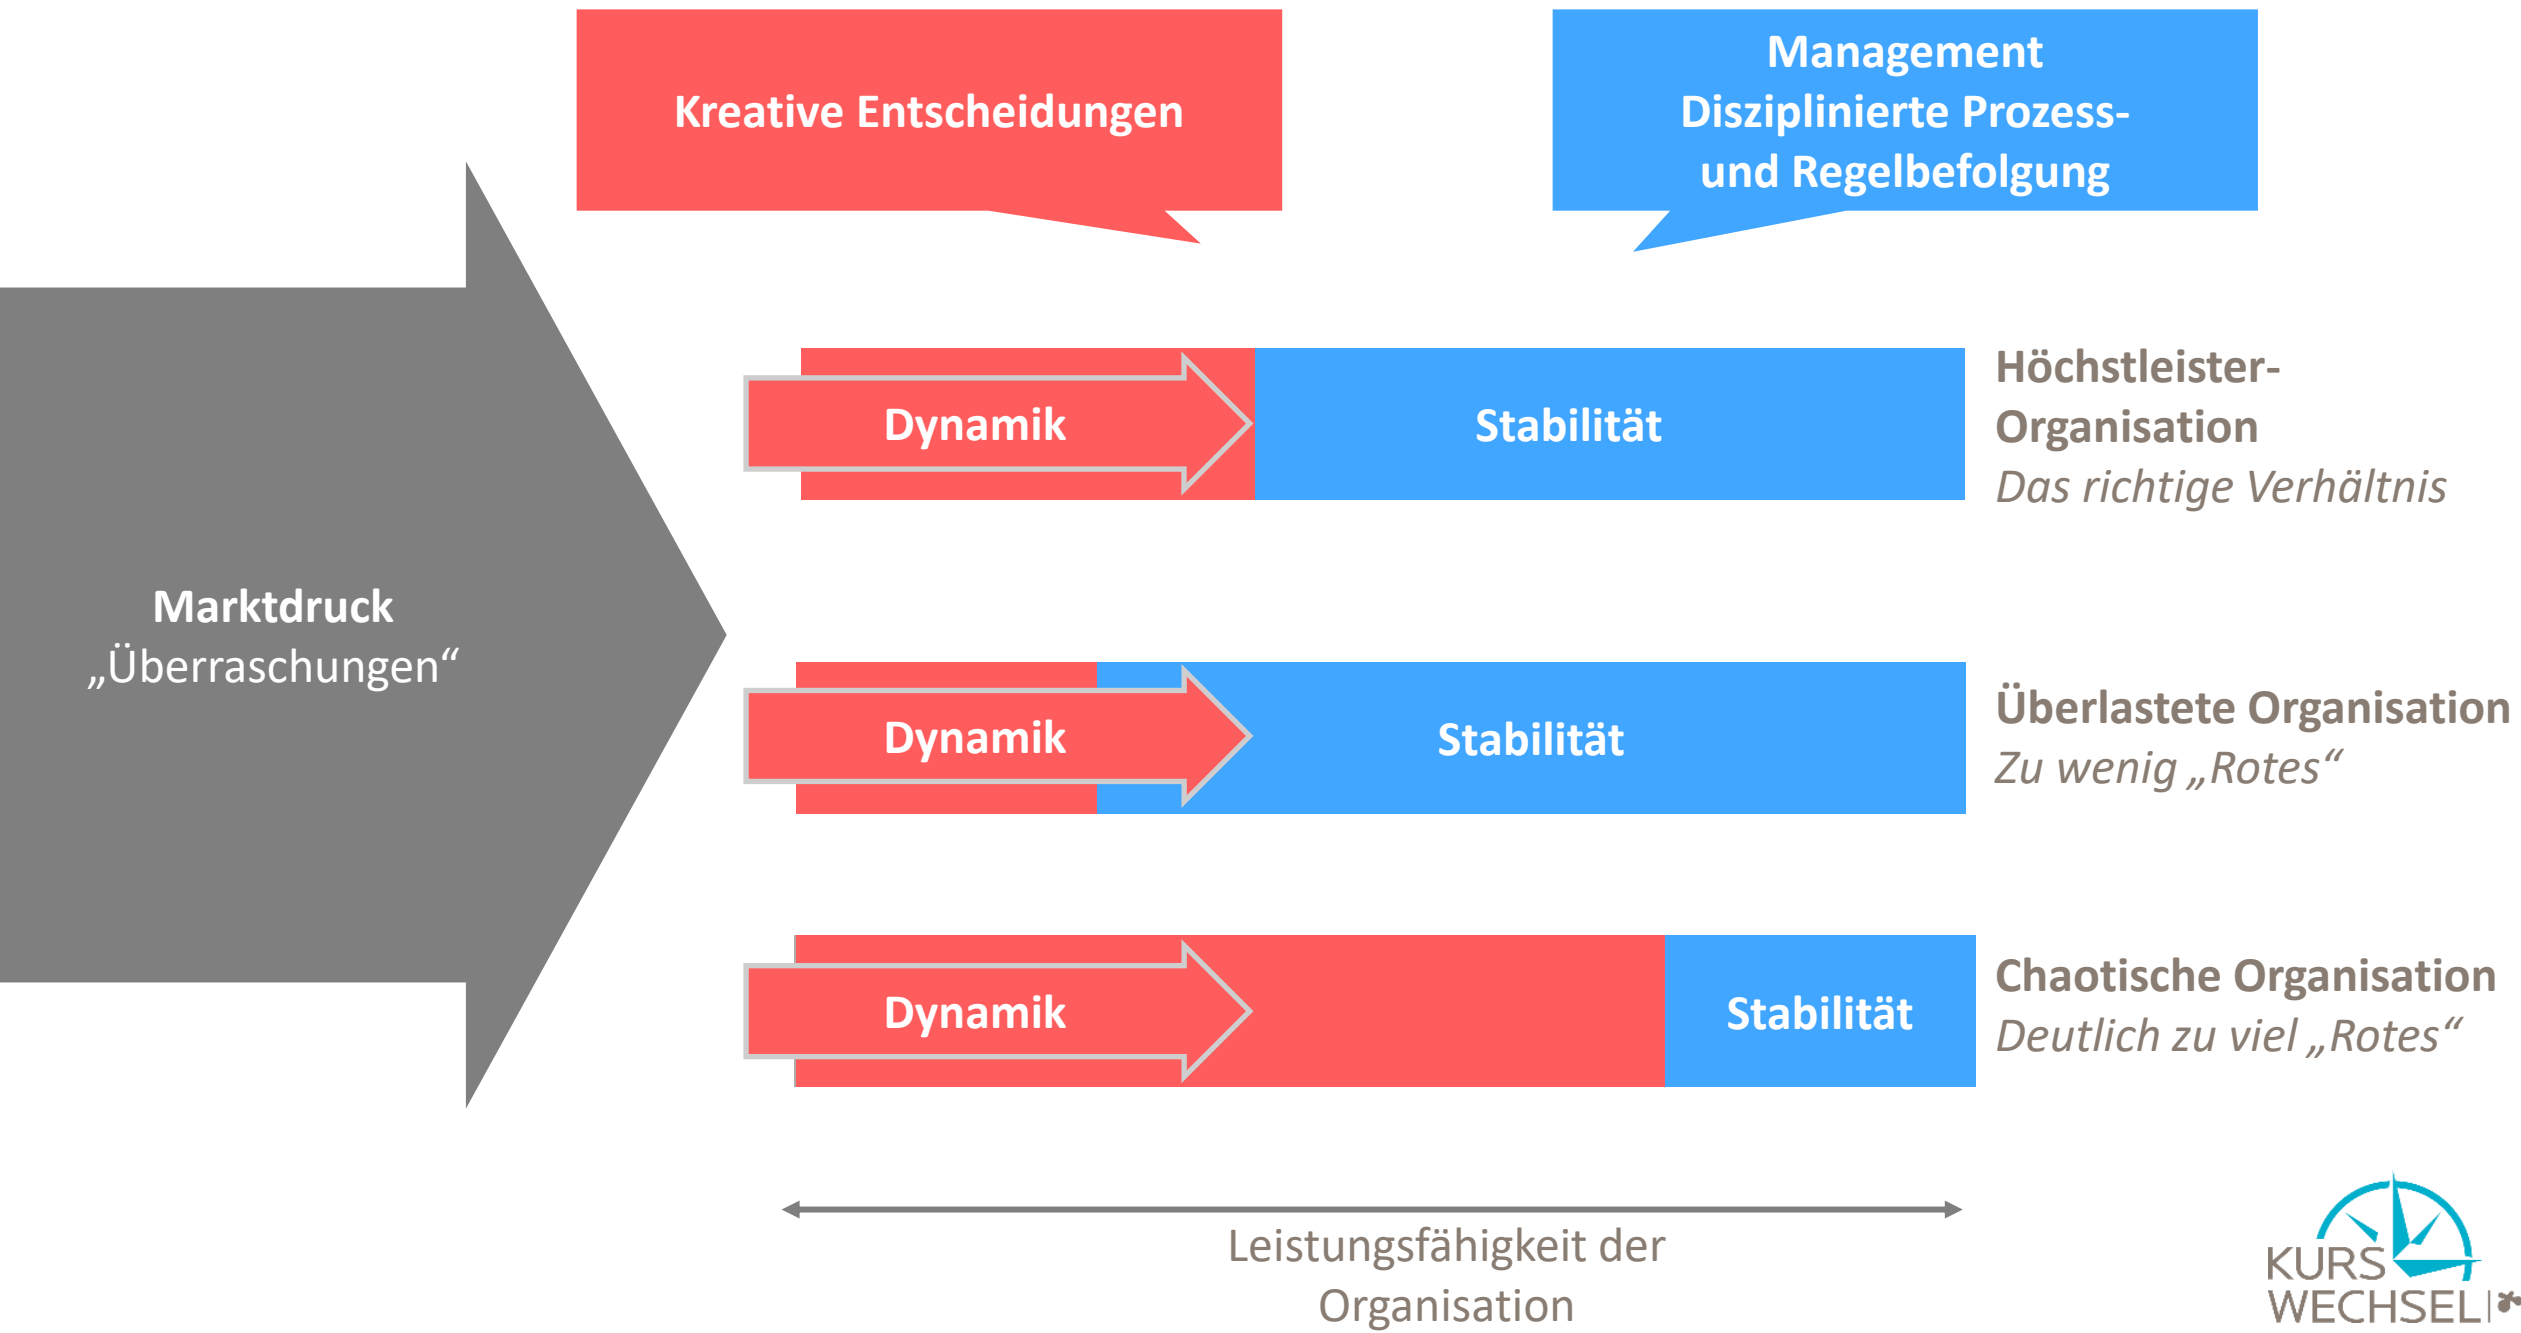 Kreative Entscheidungen
Management
Disziplinierte Prozess-
und Regelbefolgung
Marktdruck
„Überraschungen“
Dynamik
Stabilität
Höchstleister-
Organisation
Das richtige Verhältnis
Dynamik
Stabilität
Überlastete Organisation
Zu wenig „Rotes“
Dynamik
Stabilität
Chaotische Organisation
Deutlich zu viel „Rotes“
Leistungsfähigkeit der
Organisation
KURS
WECHSEL